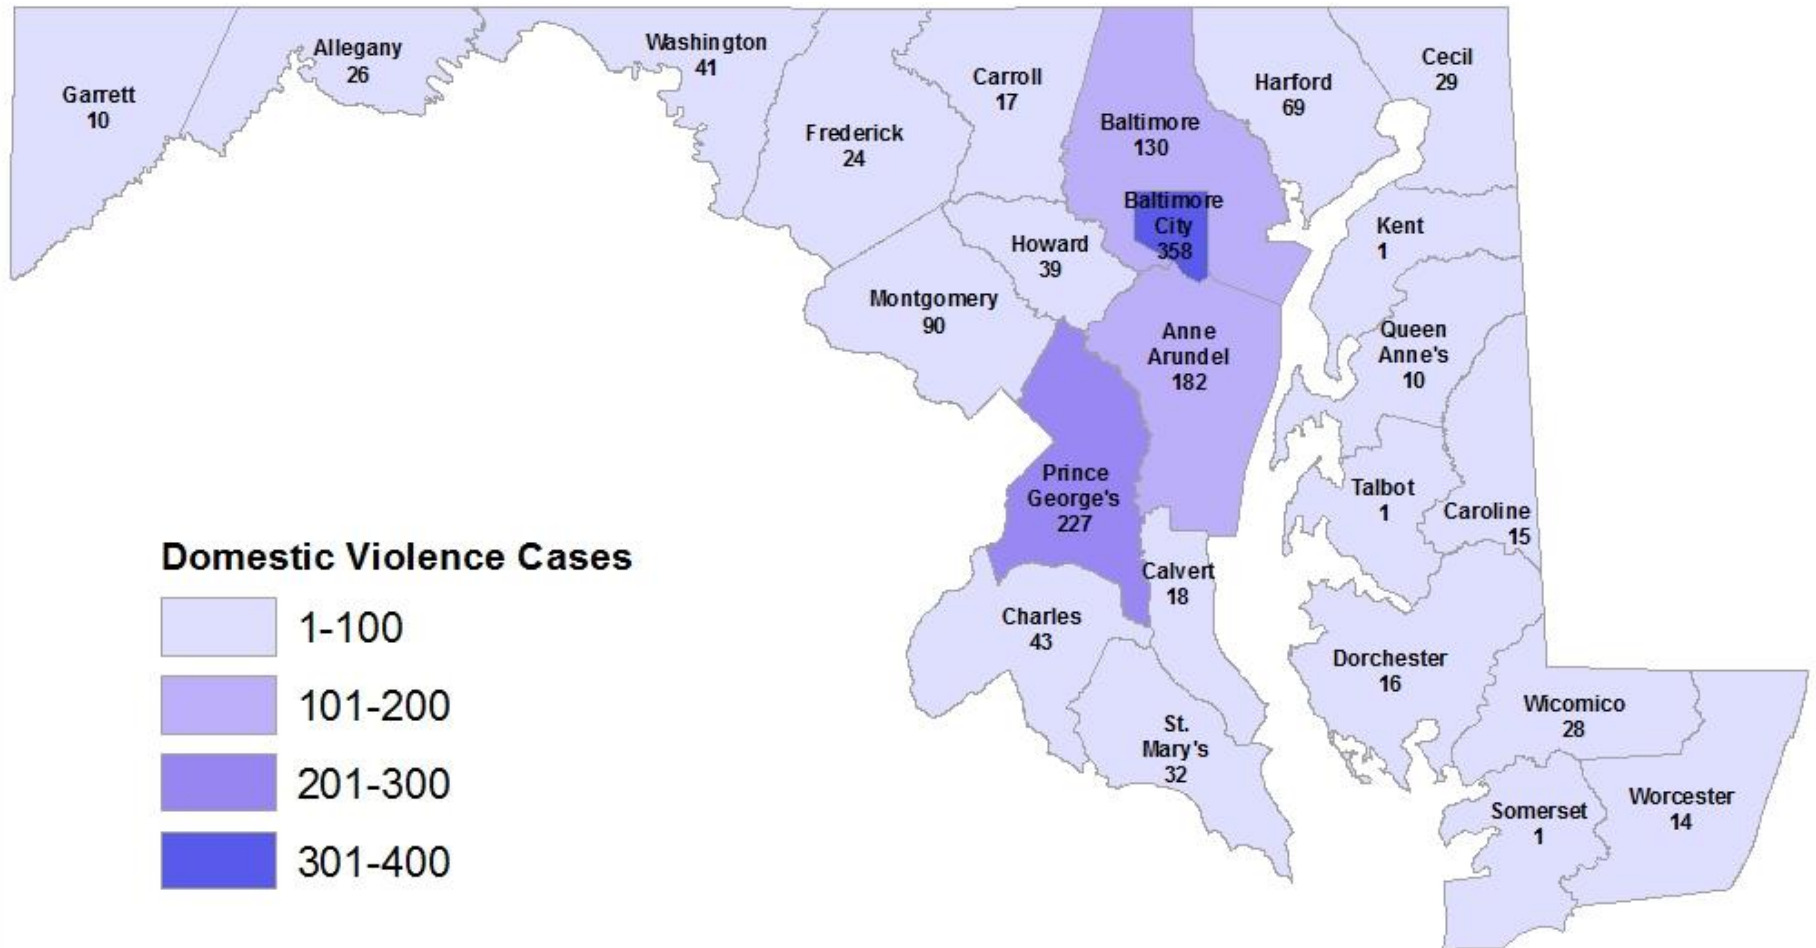 Garrett
10
Allegany
26
Washington
41
Frederick
24
Carroll
17
Baltimore
130
Baltimore
City
358
Harford
69
Cecil
29
Howard
39
Montgomery
90
Kent
1
Queen
Anne's
10
Anne
Arundel
182
Prince
George's
227
Talbot
1
Caroline
15
Calvert
18
Charles
43
St.
Mary's
32
Dorchester
16
Wicomico
28
Somerset
1
Worcester
14
Domestic Violence Cases
1-100
101-200
201-300
301-400